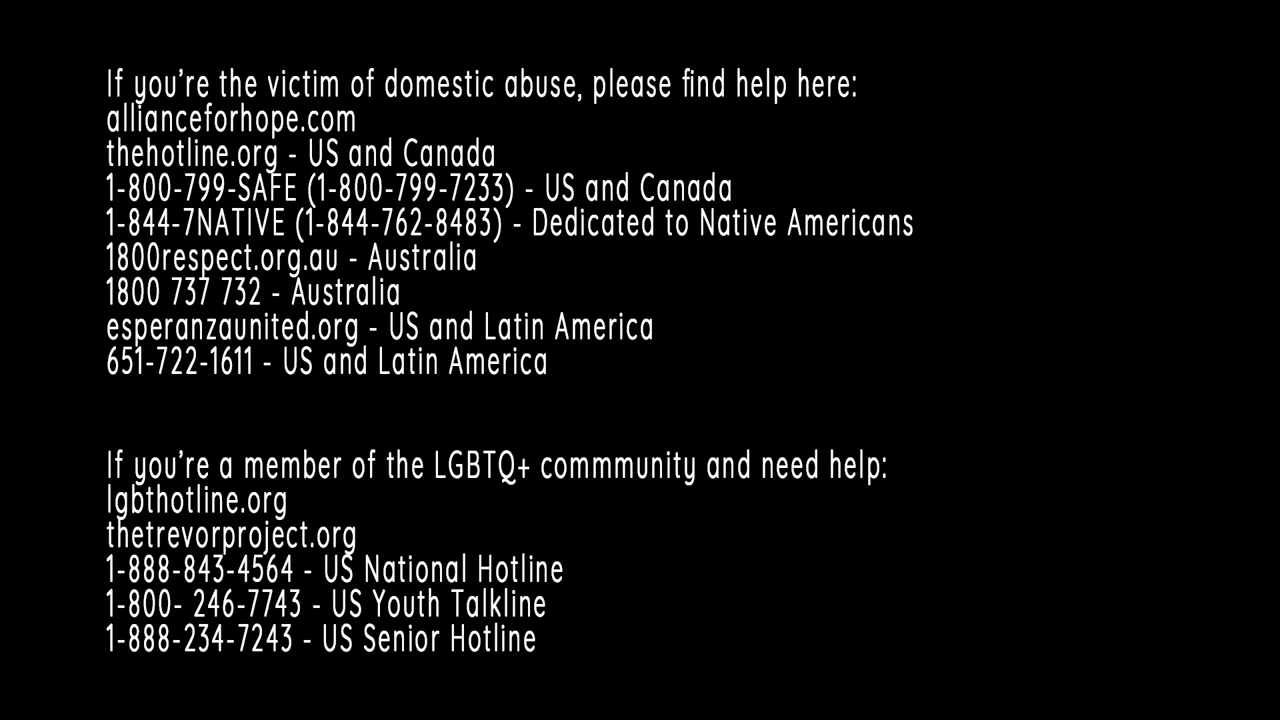 If you're the victim of domestic abuse, please find help here:
allianceforhope.com
thehotline.org - US and Canada
1-800-799-SAFE (1-800-799-7233) - US and Canada
1-844-7NATIVE (1-844-762-8483) - Dedicated to Native Americans
1800respect.org.au - Australia
1800 737 732 - Australia
esperanzaunited.org - US and Latin America
651-722-1611 - US and Latin America
If you're a member of the LGBTQ+ commmunity and need help:
lgbthotline.org
thetrevorproject.org
1-888-843-4564 - US National Hotline
1-800- 246-7743 - US Youth Talkline
1-888-234-7243 - US Senior Hotline